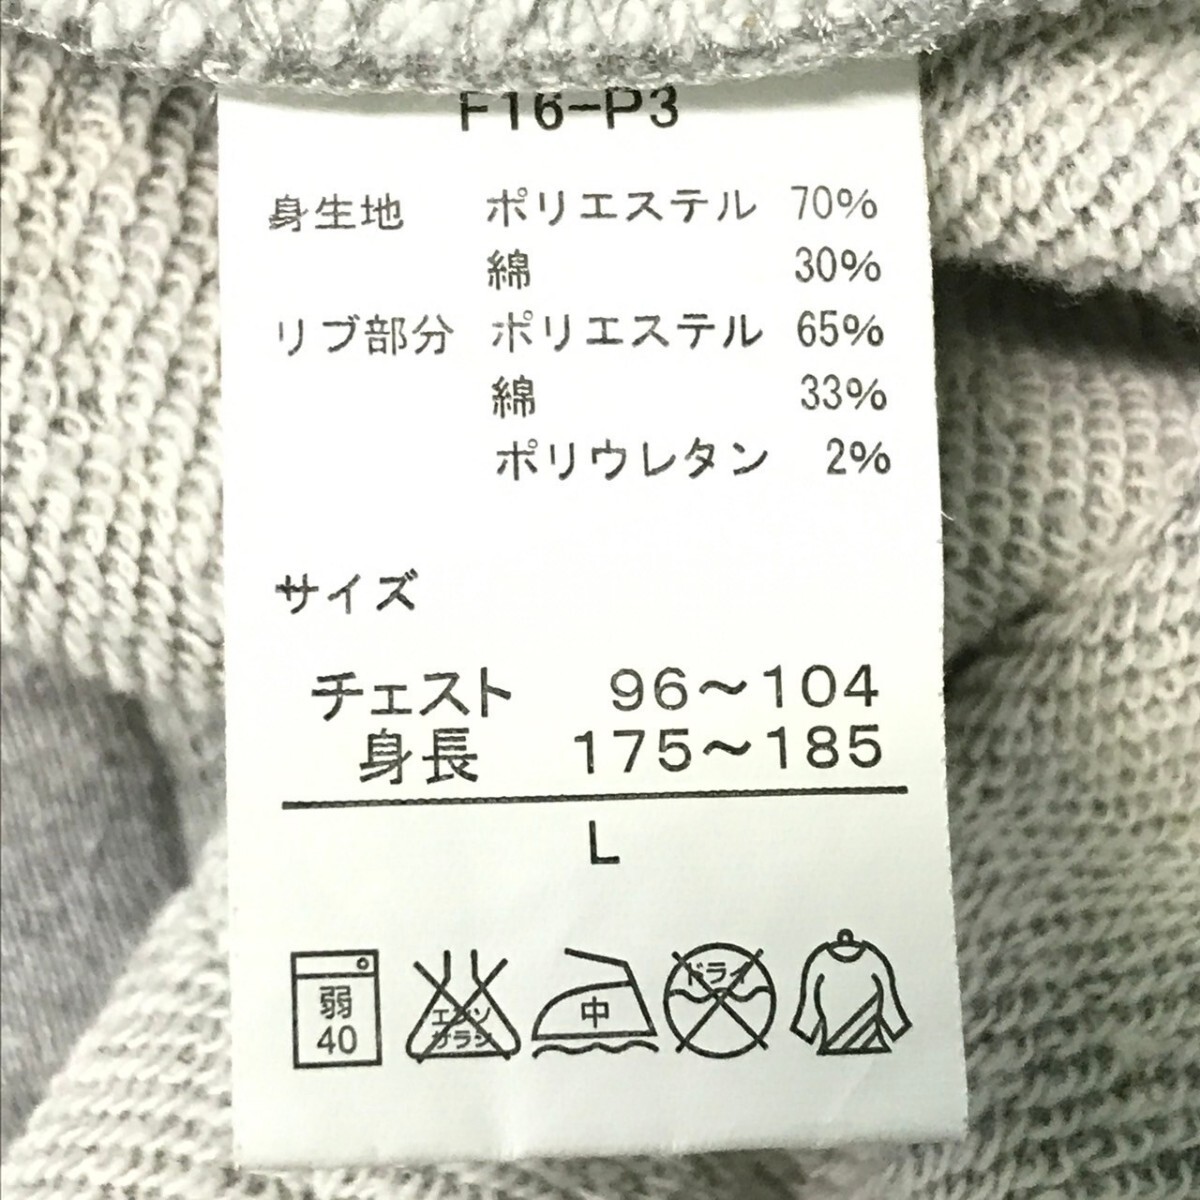 F16-P3
身生地 ポリエステル 70%
綿 30%
リブ部分 ポリエステル 65%
綿 33%
ポリウレタン 2%
サイズ
チェスト 96～104
身長 175～185
L
弱
40
エンソ
サラシ
中
ドライ